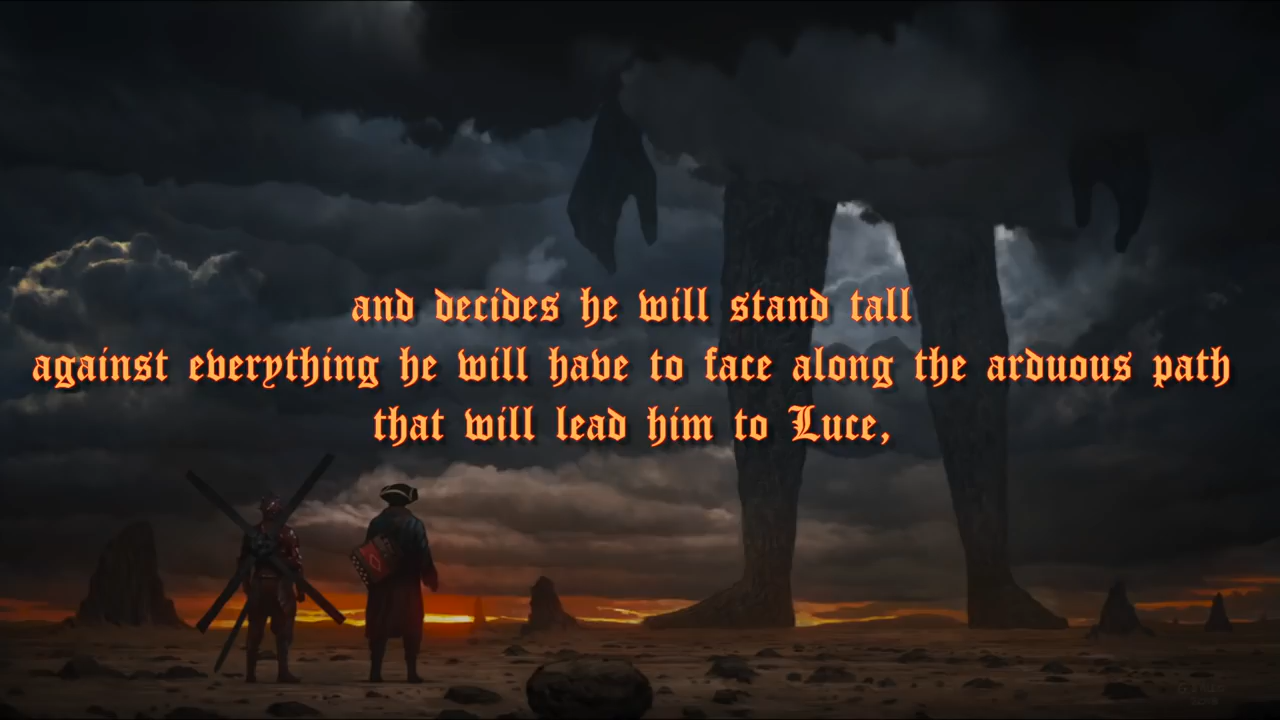 and decides he will stand tall
against everything he will have to face along the arduous path
that will lead him to Luce,